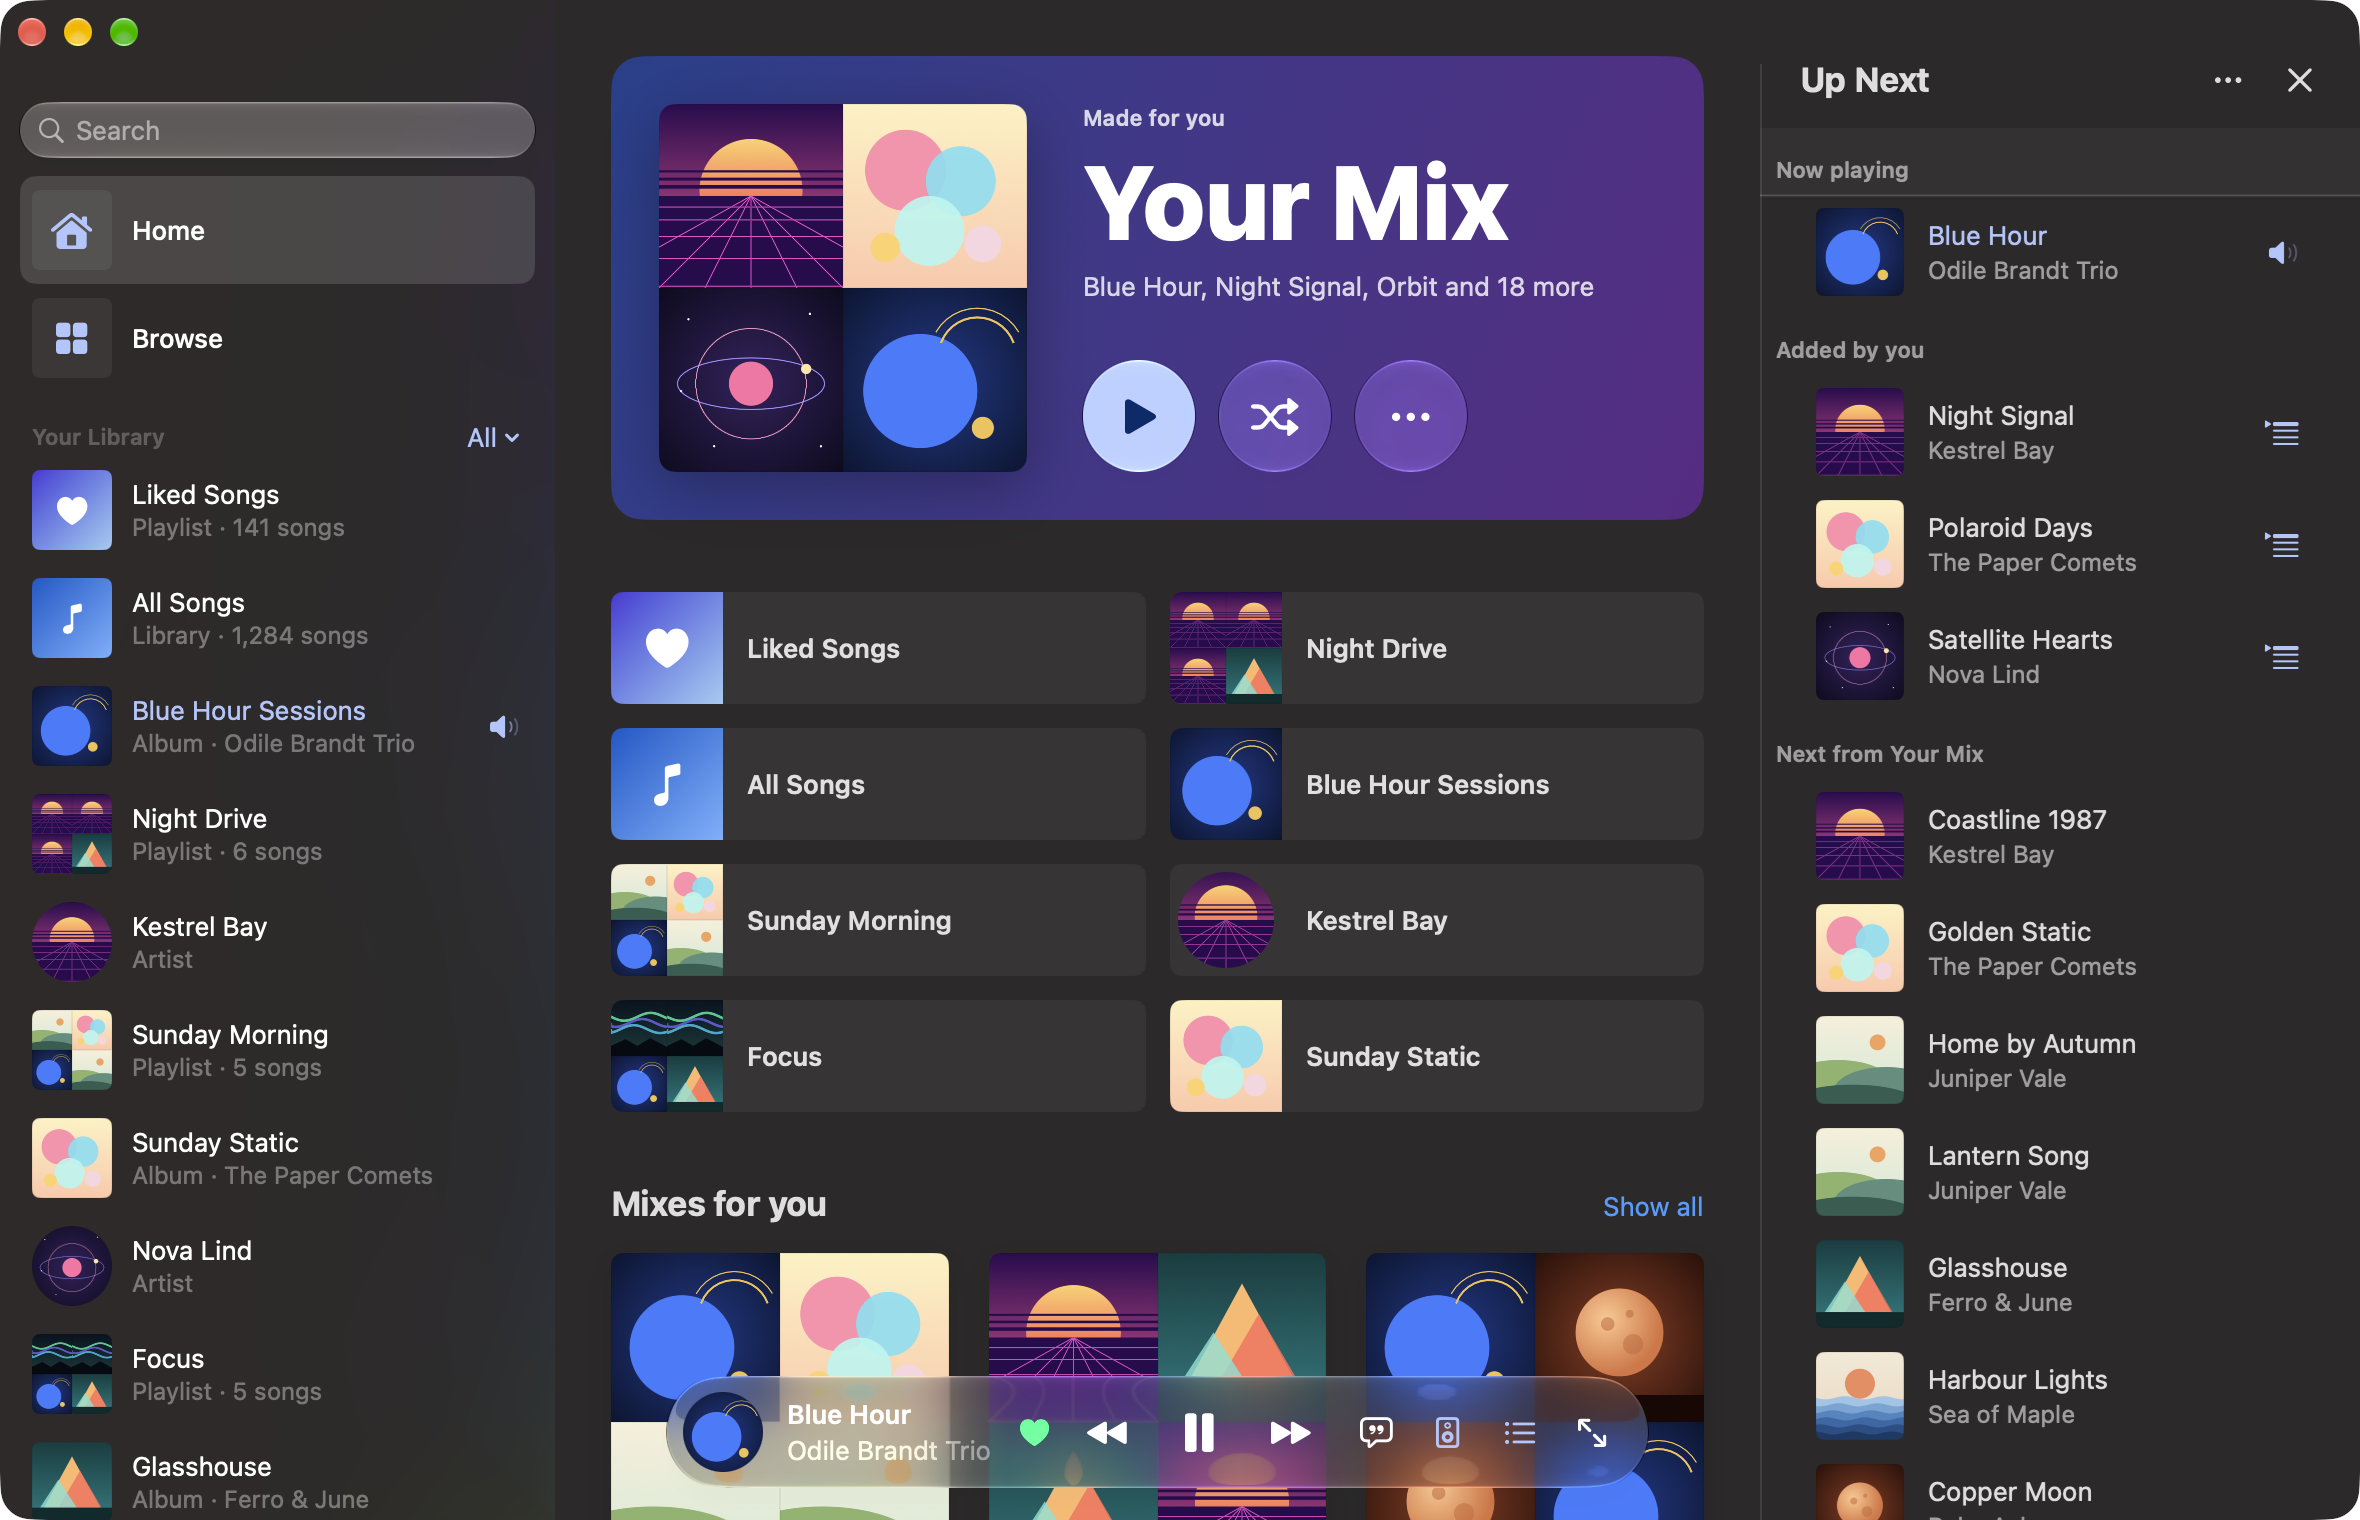 Search
Home
Browse
Your Library
All
Liked Songs
Playlist · 141 songs
All Songs
Library · 1,284 songs
Blue Hour Sessions
Album · Odile Brandt Trio
Night Drive
Playlist · 6 songs
Kestrel Bay
Artist
Sunday Morning
Playlist · 5 songs
Sunday Static
Album · The Paper Comets
Nova Lind
Artist
Focus
Playlist · 5 songs
Glasshouse
Album · Ferro & June
Made for you
Your Mix
Blue Hour, Night Signal, Orbit and 18 more
Liked Songs
Night Drive
All Songs
Blue Hour Sessions
Sunday Morning
Kestrel Bay
Focus
Sunday Static
Mixes for you
Show all
Blue Hour
Odile Brandt Trio
Up Next
Now playing
Blue Hour
Odile Brandt Trio
Added by you
Night Signal
Kestrel Bay
Polaroid Days
The Paper Comets
Satellite Hearts
Nova Lind
Next from Your Mix
Coastline 1987
Kestrel Bay
Golden Static
The Paper Comets
Home by Autumn
Juniper Vale
Lantern Song
Juniper Vale
Glasshouse
Ferro & June
Harbour Lights
Sea of Maple
Copper Moon